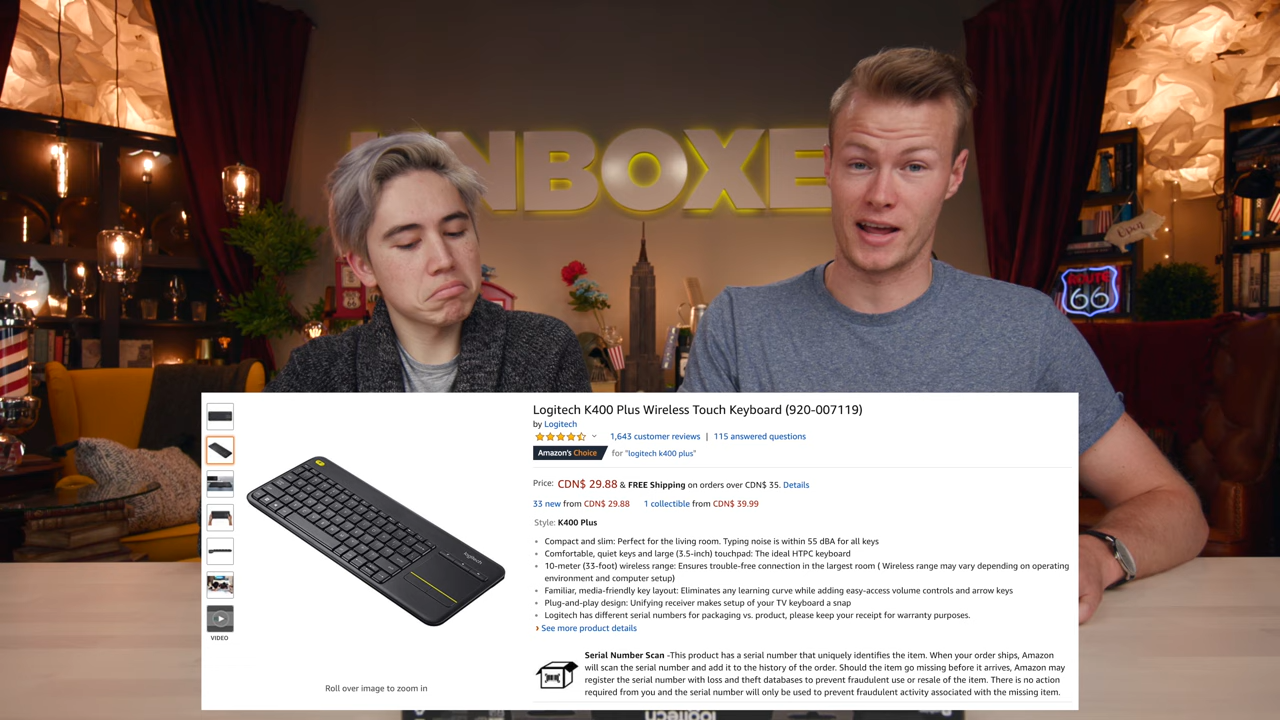 UNBOXE
Open
ROUTE
66
Logitech K400 Plus Wireless Touch Keyboard (920-007119)
by Logitech
1,643 customer reviews | 115 answered questions
Amazon's Choice for "logitech k400 plus"
Price: CDN$ 29.88 & FREE Shipping on orders over CDN$ 35. Details
33 new from CDN$ 29.88 1 collectible from CDN$ 39.99
Style: K400 Plus
Compact and slim: Perfect for the living room. Typing noise is within 55 dBA for all keys
Comfortable, quiet keys and large (3.5-inch) touchpad: The ideal HTPC keyboard
10-meter (33-foot) wireless range: Ensures trouble-free connection in the largest room ( Wireless range may vary depending on operating
environment and computer setup)
Familiar, media-friendly key layout: Eliminates any learning curve while adding easy-access volume controls and arrow keys
Plug-and-play design: Unifying receiver makes setup of your TV keyboard a snap
Logitech has different serial numbers for packaging vs. product, please keep your receipt for warranty purposes.
› See more product details
Serial Number Scan -This product has a serial number that uniquely identifies the item. When your order ships, Amazon
will scan the serial number and add it to the history of the order. Should the item go missing before it arrives, Amazon may
register the serial number with loss and theft databases to prevent fraudulent use or resale of the item. There is no action
required from you and the serial number will only be used to prevent fraudulent activity associated with the missing item.
logitech
VIDEO
Roll over image to zoom in
logitech